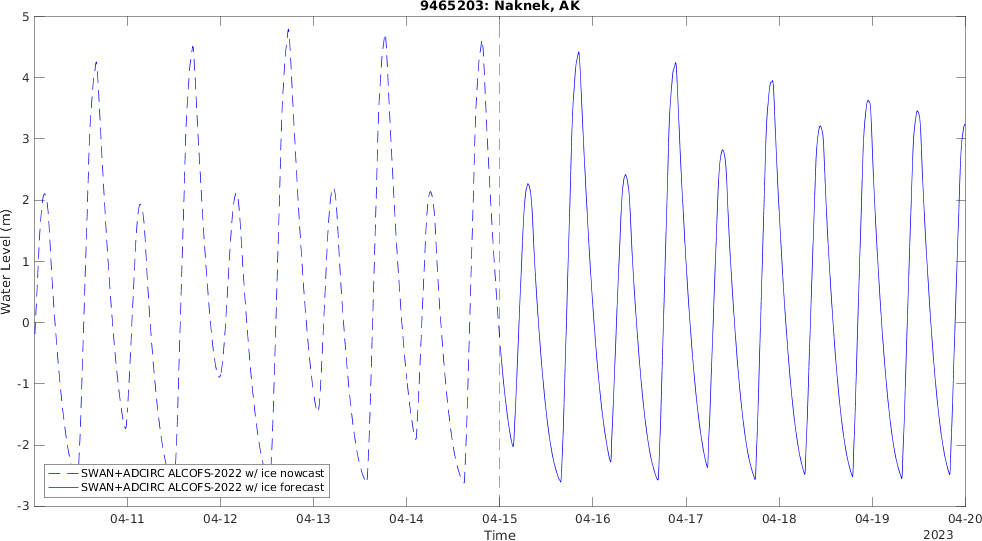 9465203: Naknek, AK
Water Level (m)
5
4
3
2
1
0
-1
-2
-3
SWAN+ADCIRC ALCOFS-2022 w/ ice nowcast
SWAN+ADCIRC ALCOFS-2022 w/ ice forecast
04-11 04-12 04-13 04-14 04-15 04-16 04-17 04-18 04-19 04-20
Time
2023